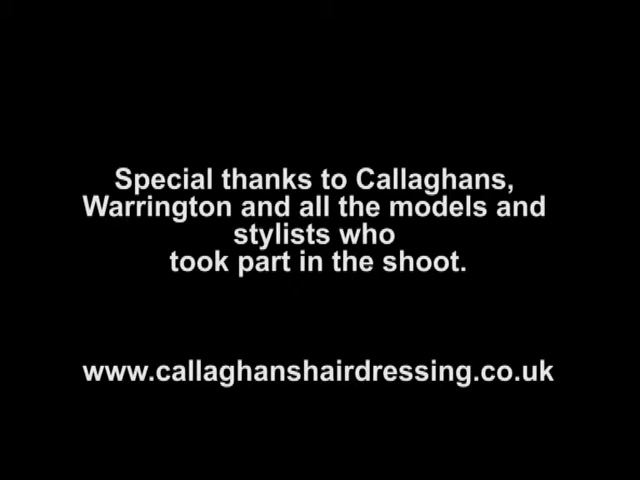 Special thanks to Callaghans,
Warrington and all the models and
stylists who
took part in the shoot.
www.callaghanshairdressing.co.uk